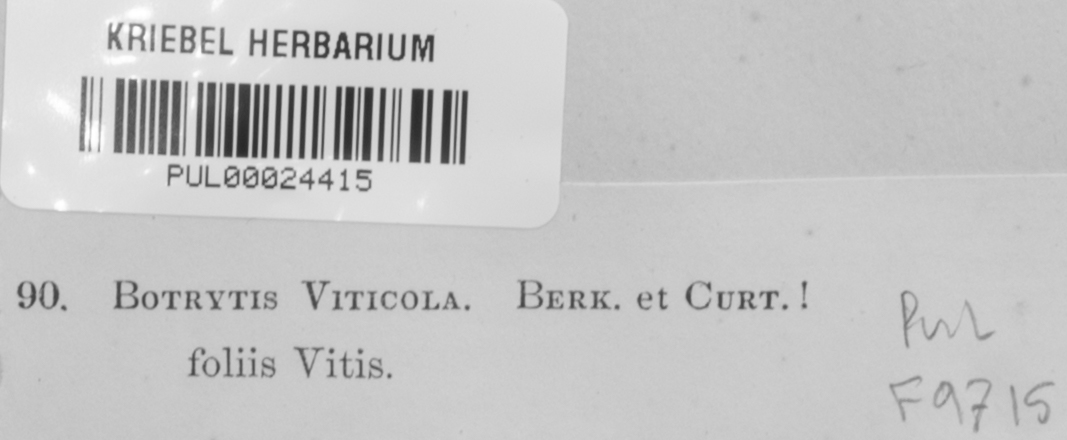 KRIEBEL HERBARIUM
PUL00024415
90. BOTRYTIS VITICOLA. BERK. et CURT.!
foliis Vitis.
PUL
F9715